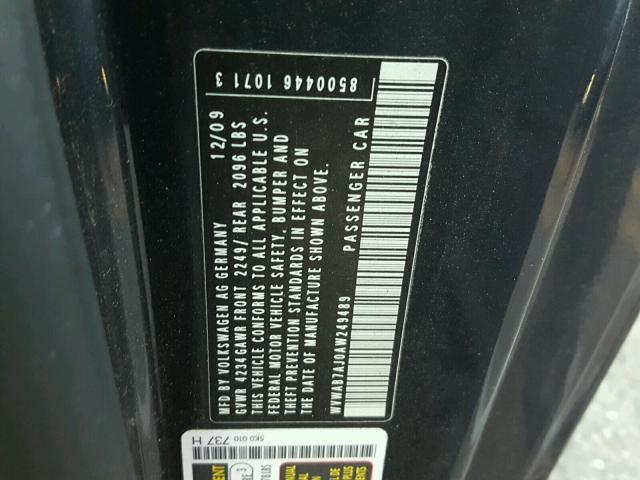 8500446 1071 3
MFD BY VOLKSWAGEN AG GERMANY 12/09
GVWR 4234 GAWR FRONT 2249/ REAR 2096 LBS
THIS VEHICLE CONFORMS TO ALL APPLICABLE U.S.
FEDERAL MOTOR VEHICLE SAFETY, BUMPER AND
THEFT PREVENTION STANDARDS IN EFFECT ON
THE DATE OF MANUFACTURE SHOWN ABOVE.
WVWAB7AJ0AW249489 PASSENGER CAR
5K0 010 737 H